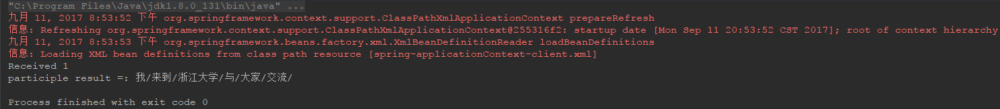 "C:\Program Files\Java\jdk1.8.0_131\bin\java" ...
九月 11, 2017 8:53:52 下午 org.springframework.context.support.ClassPathXmlApplicationContext prepareRefresh
信息: Refreshing org.springframework.context.support.ClassPathXmlApplicationContext@255316f2: startup date [Mon Sep 11 20:53:52 CST 2017]; root of context hierarchy
九月 11, 2017 8:53:53 下午 org.springframework.beans.factory.xml.XmlBeanDefinitionReader loadBeanDefinitions
信息: Loading XML bean definitions from class path resource [spring-applicationContext-client.xml]
Received 1
participle result =: 我/来到/浙江大学/与/大家/交流/
Process finished with exit code 0